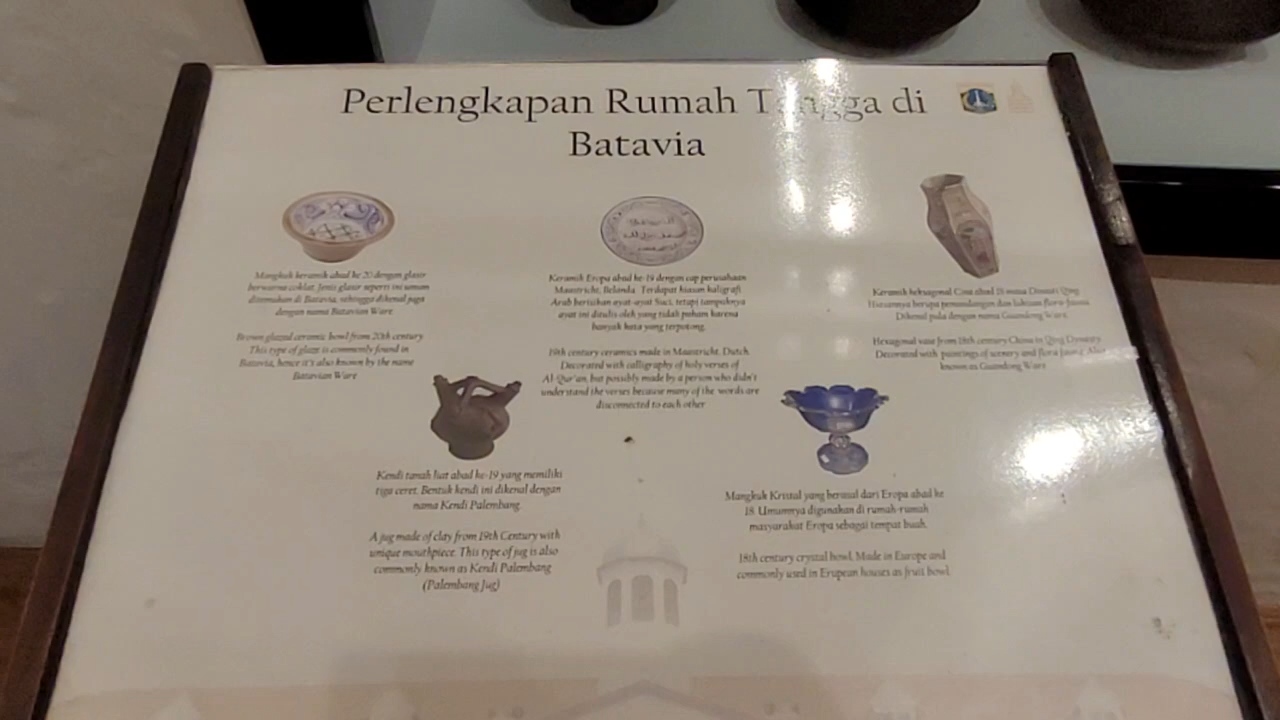 Perlengkapan Rumah Tangga di
Batavia
Mangkuk keramik abad ke 20 dengan glasir
berwarna coklat. Jenis glasur seperti ini umum
ditemukan di Batavia, sehingga dikenal juga
dengan nama Batavian Ware
Brown glazed ceramic bowl from 20th century
This type of glaze is commonly found in
Batavia, hence it's also known by the name
Batavian Ware
Keramik Eropa abad ke-19 dengan cap perusahaan
Maastricht, Belanda. Terdapat hiasan kaligrafi
Arab bertuliskan ayat-ayat Suci, tetapi tampaknya
ayat ini ditulis oleh yang tidak paham karena
banyak kata yang terpotong.
19th century ceramics made in Maastricht, Dutch.
Decorated with calligraphy of holy verses of
Al-Qur'an, but possibly made by a person who didn't
understand the verses because many of the words are
disconnected to each other
Keramik heksagonal Cina abad 18 masa Dinasti Qing
Hiasannya berupa pemandangan dan lukisan flora-fauna.
Dikenal pula dengan nama Guandong Ware.
Hexagonal vase from 18th century China in Qing Dynasty
Decorated with paintings of scenery and flora fauna. Also
known as Guandong Ware
Kendi tanah liat abad ke-19 yang memiliki
tiga ceret. Bentuk kendi ini dikenal dengan
nama Kendi Palembang.
A jug made of clay from 19th Century with
unique mouthpiece. This type of jug is also
commonly known as Kendi Palembang
(Palembang Jug)
Mangkuk Kristal yang berasal dari Eropa abad ke
18. Umumnya digunakan di rumah-rumah
masyarakat Eropa sebagai tempat buah.
18th century crystal bowl. Made in Europe and
commonly used in Erupean houses as fruit bowl.